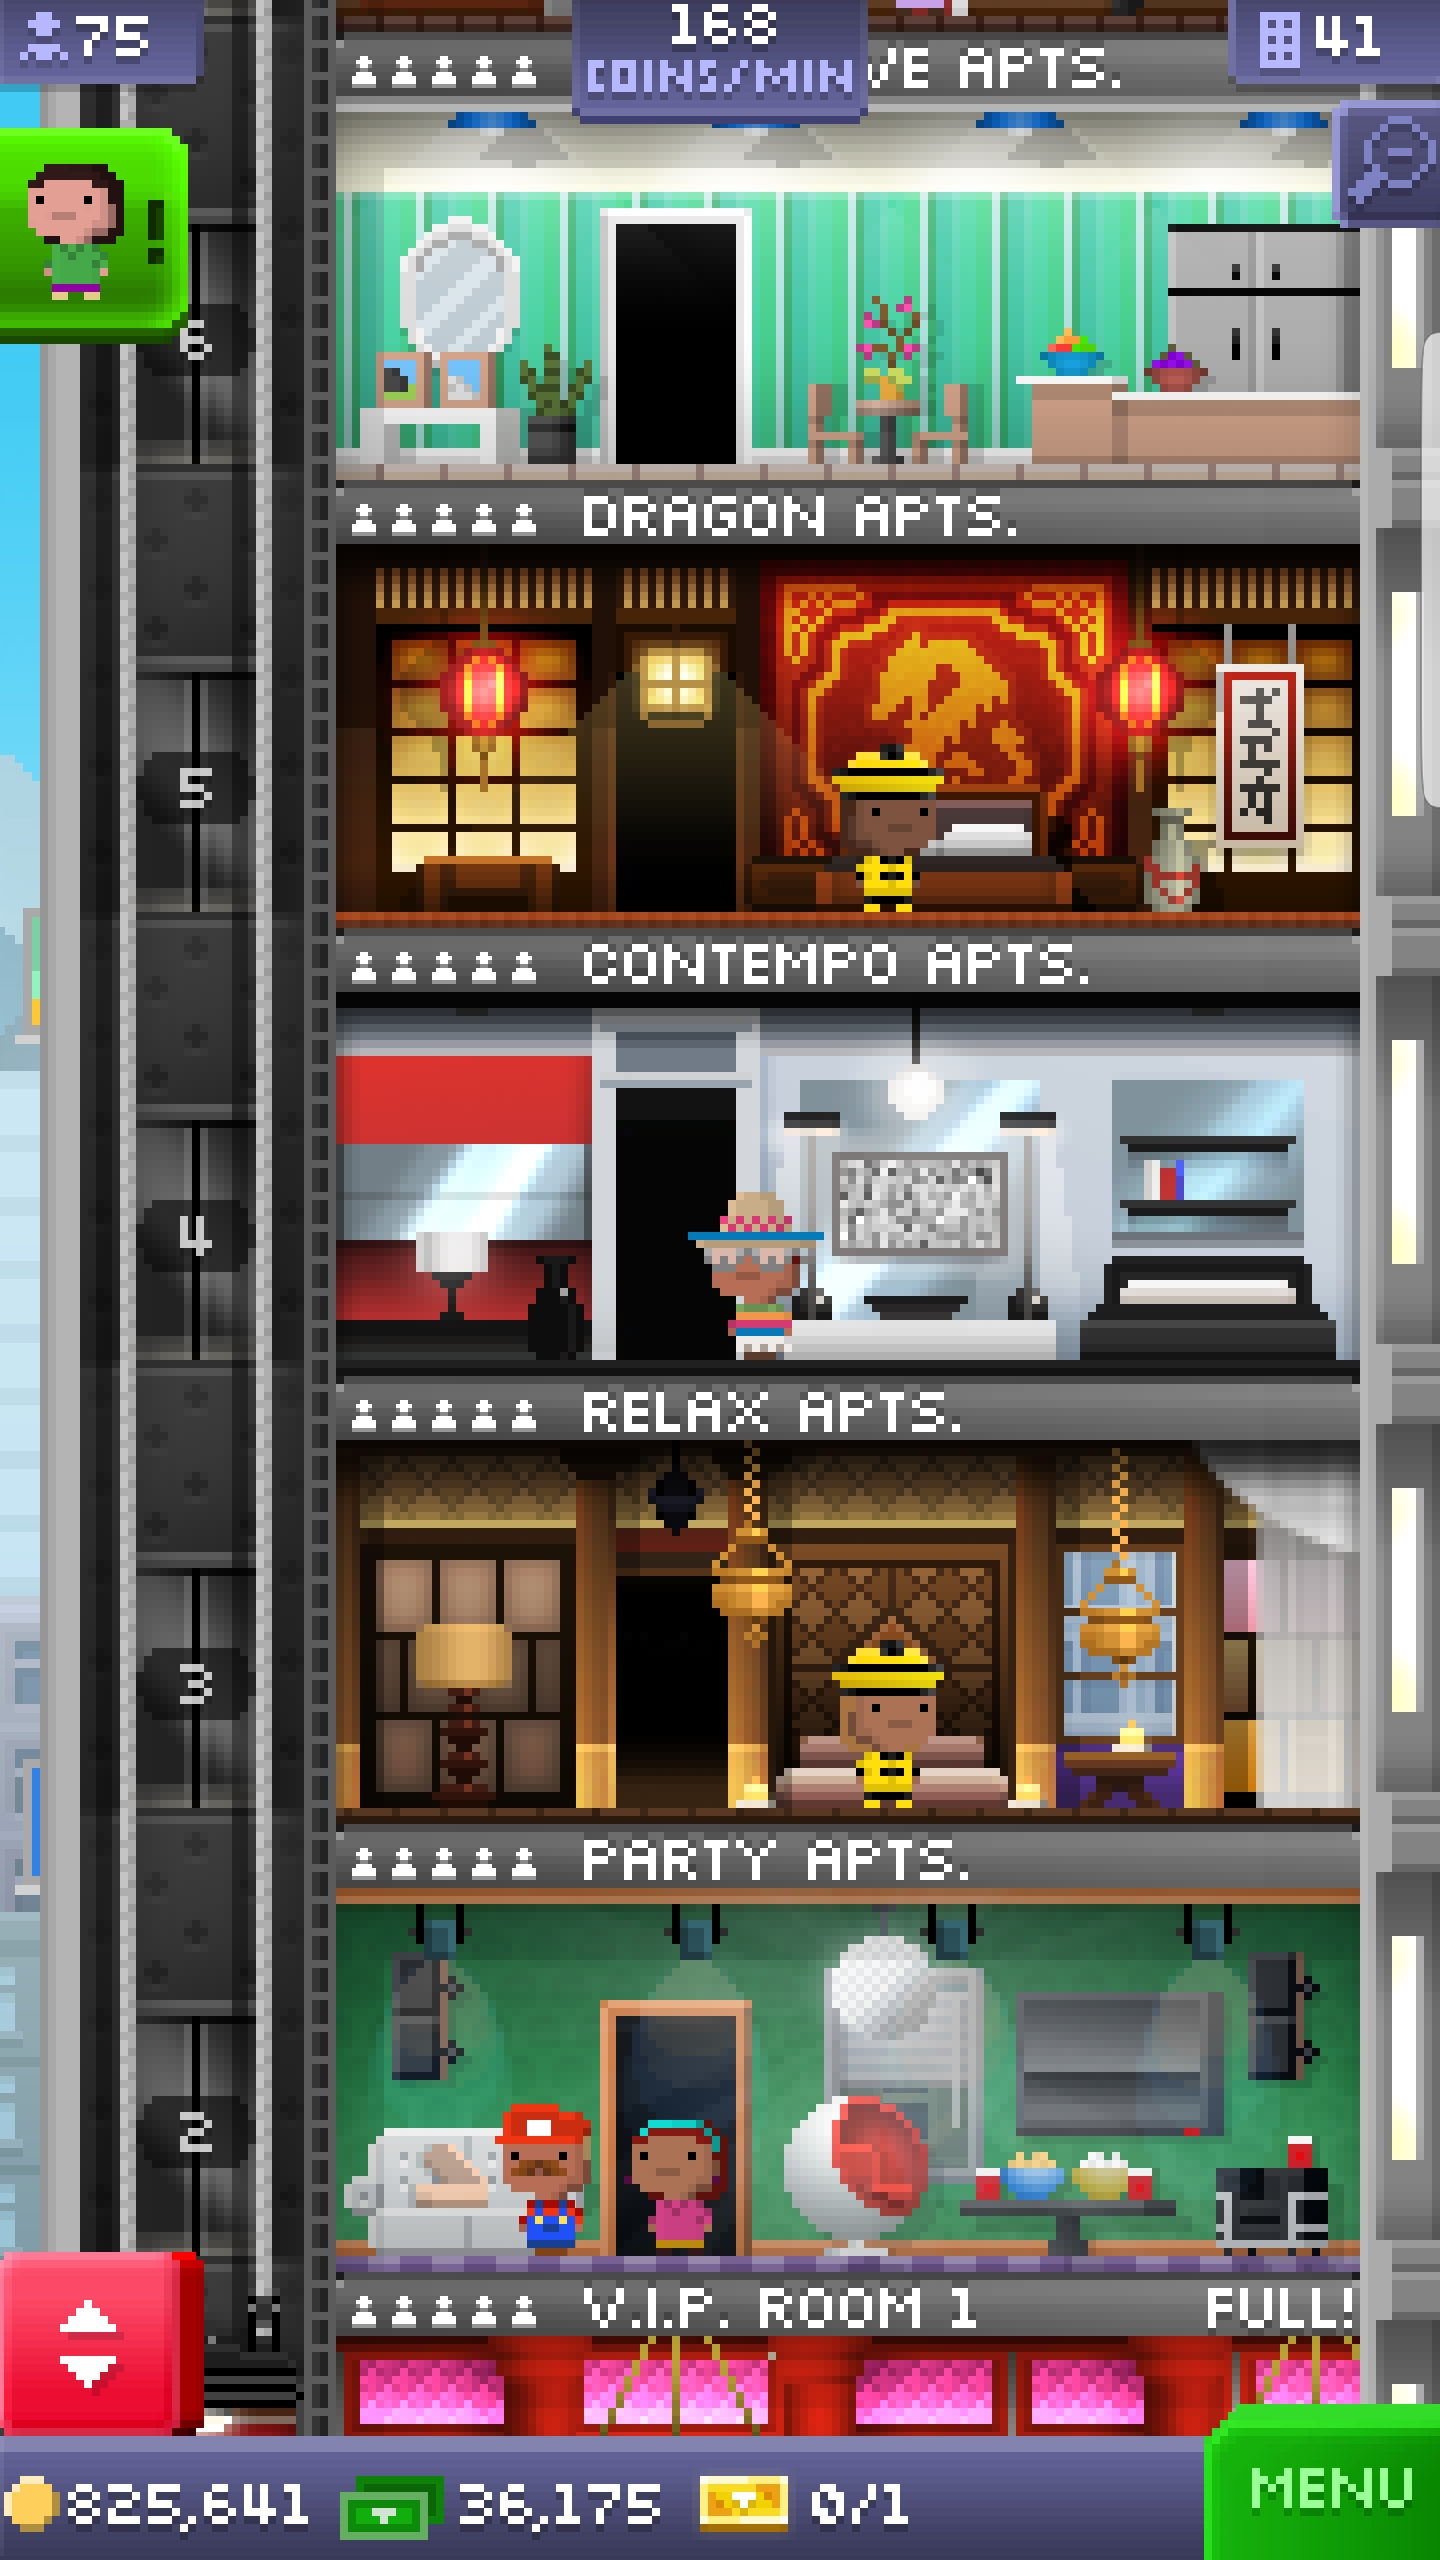 75
168
COINS/MIN
41
VE APTS.
!
6
DRAGON APTS.
5
CONTEMPO APTS.
4
RELAX APTS.
3
PARTY APTS.
2
V.I.P. ROOM 1 FULL!
825,641 36,175 0/1 MENU